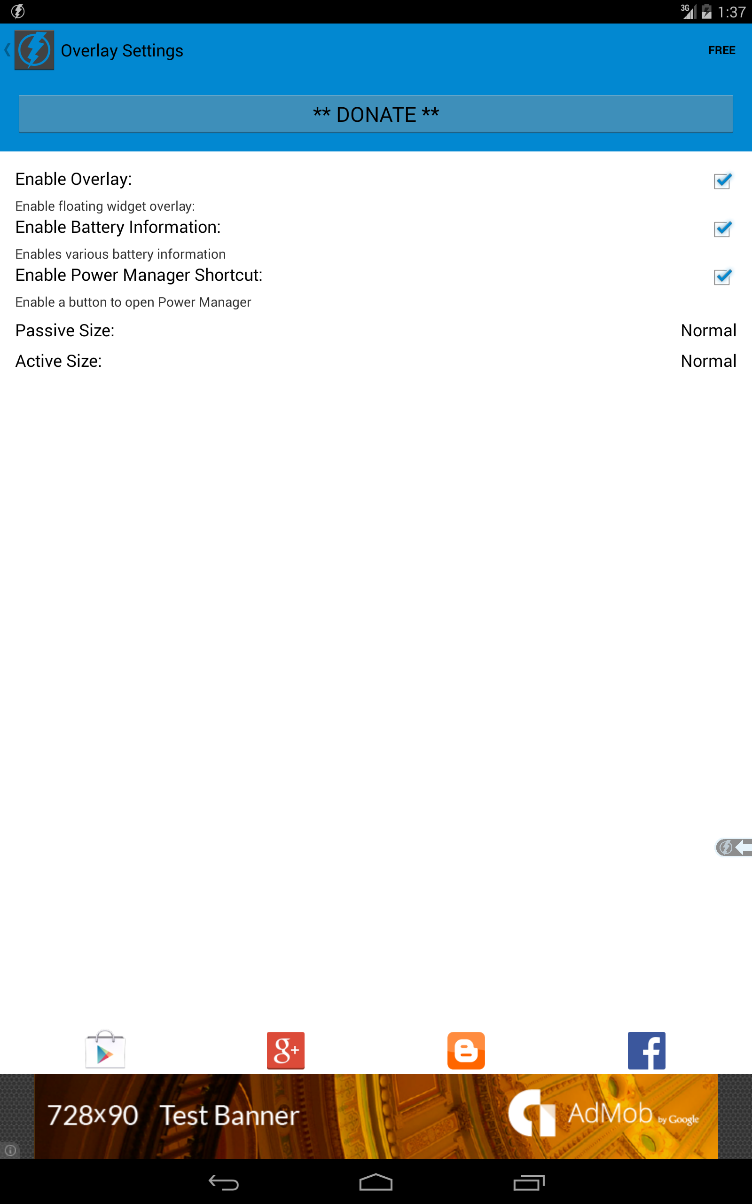 3G 1:37
Overlay Settings FREE
** DONATE **
Enable Overlay:
Enable floating widget overlay:
Enable Battery Information:
Enables various battery information
Enable Power Manager Shortcut:
Enable a button to open Power Manager
Passive Size: Normal
Active Size: Normal
g+
f
728x90 Test Banner AdMob by Google